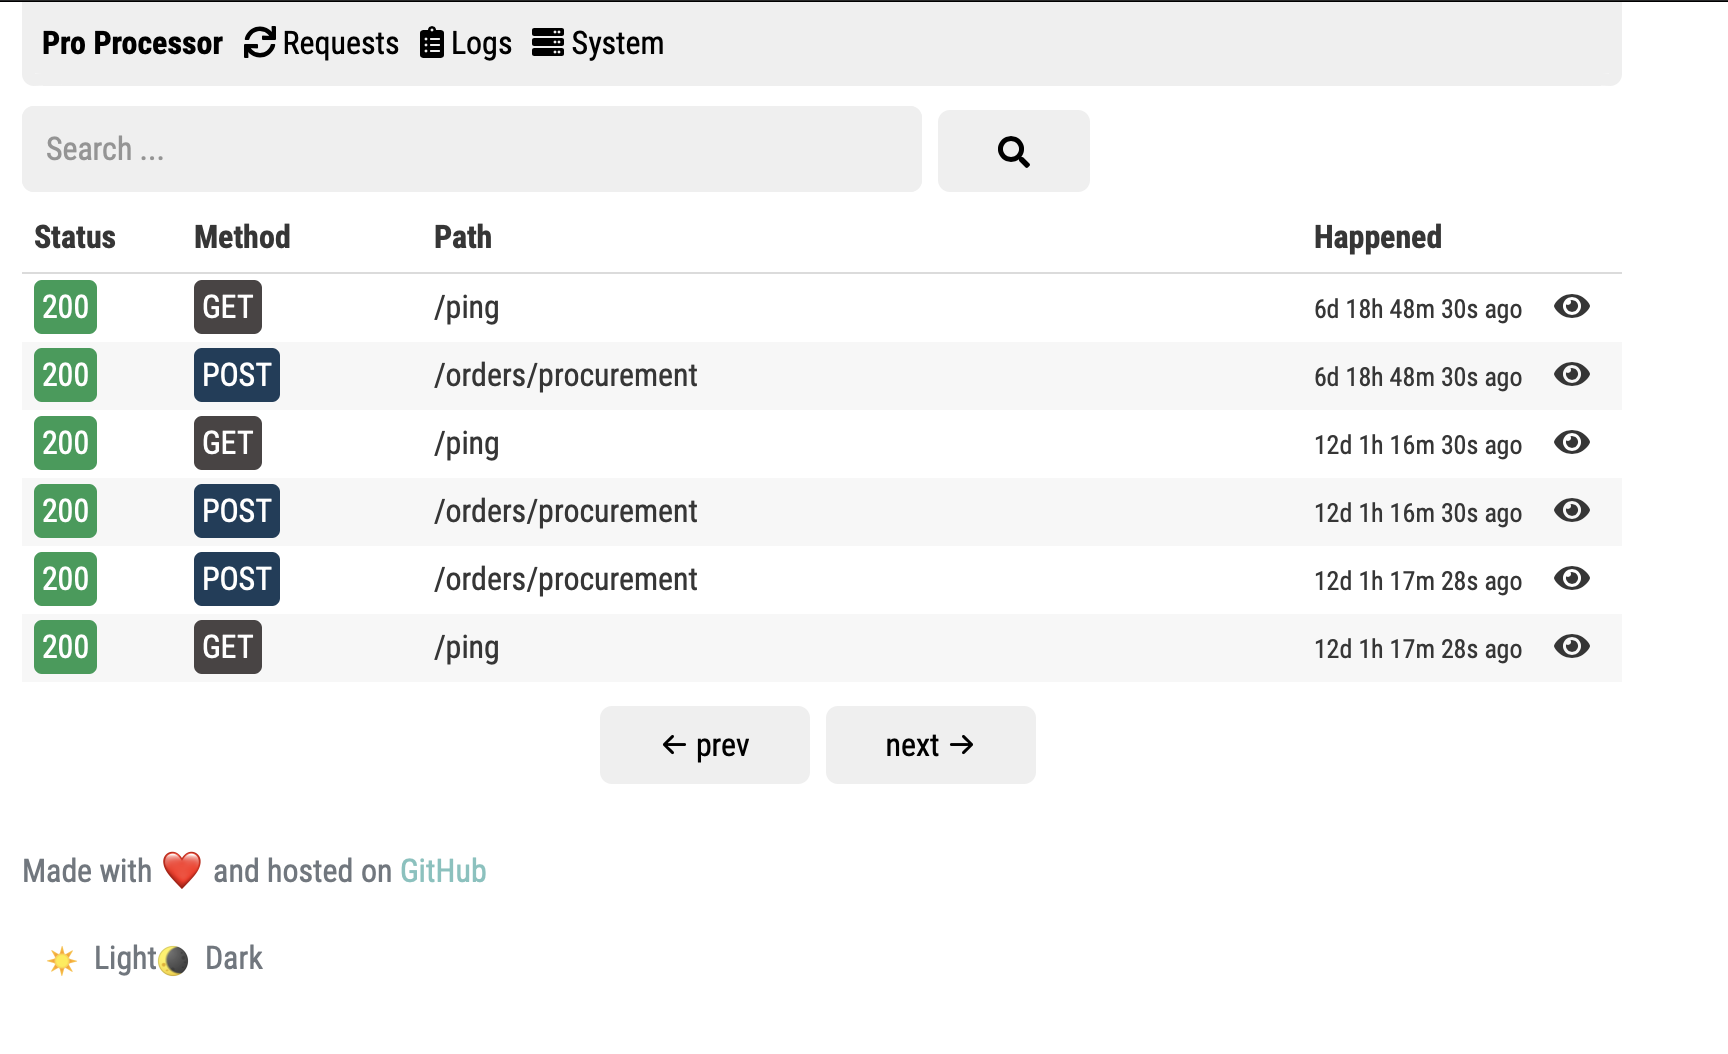 Pro Processor Requests Logs System
Search ...
Status Method Path Happened
200 GET /ping 6d 18h 48m 30s ago
200 POST /orders/procurement 6d 18h 48m 30s ago
200 GET /ping 12d 1h 16m 30s ago
200 POST /orders/procurement 12d 1h 16m 30s ago
200 POST /orders/procurement 12d 1h 17m 28s ago
200 GET /ping 12d 1h 17m 28s ago
← prev next →
Made with ❤️ and hosted on GitHub
☀️ Light🌘 Dark